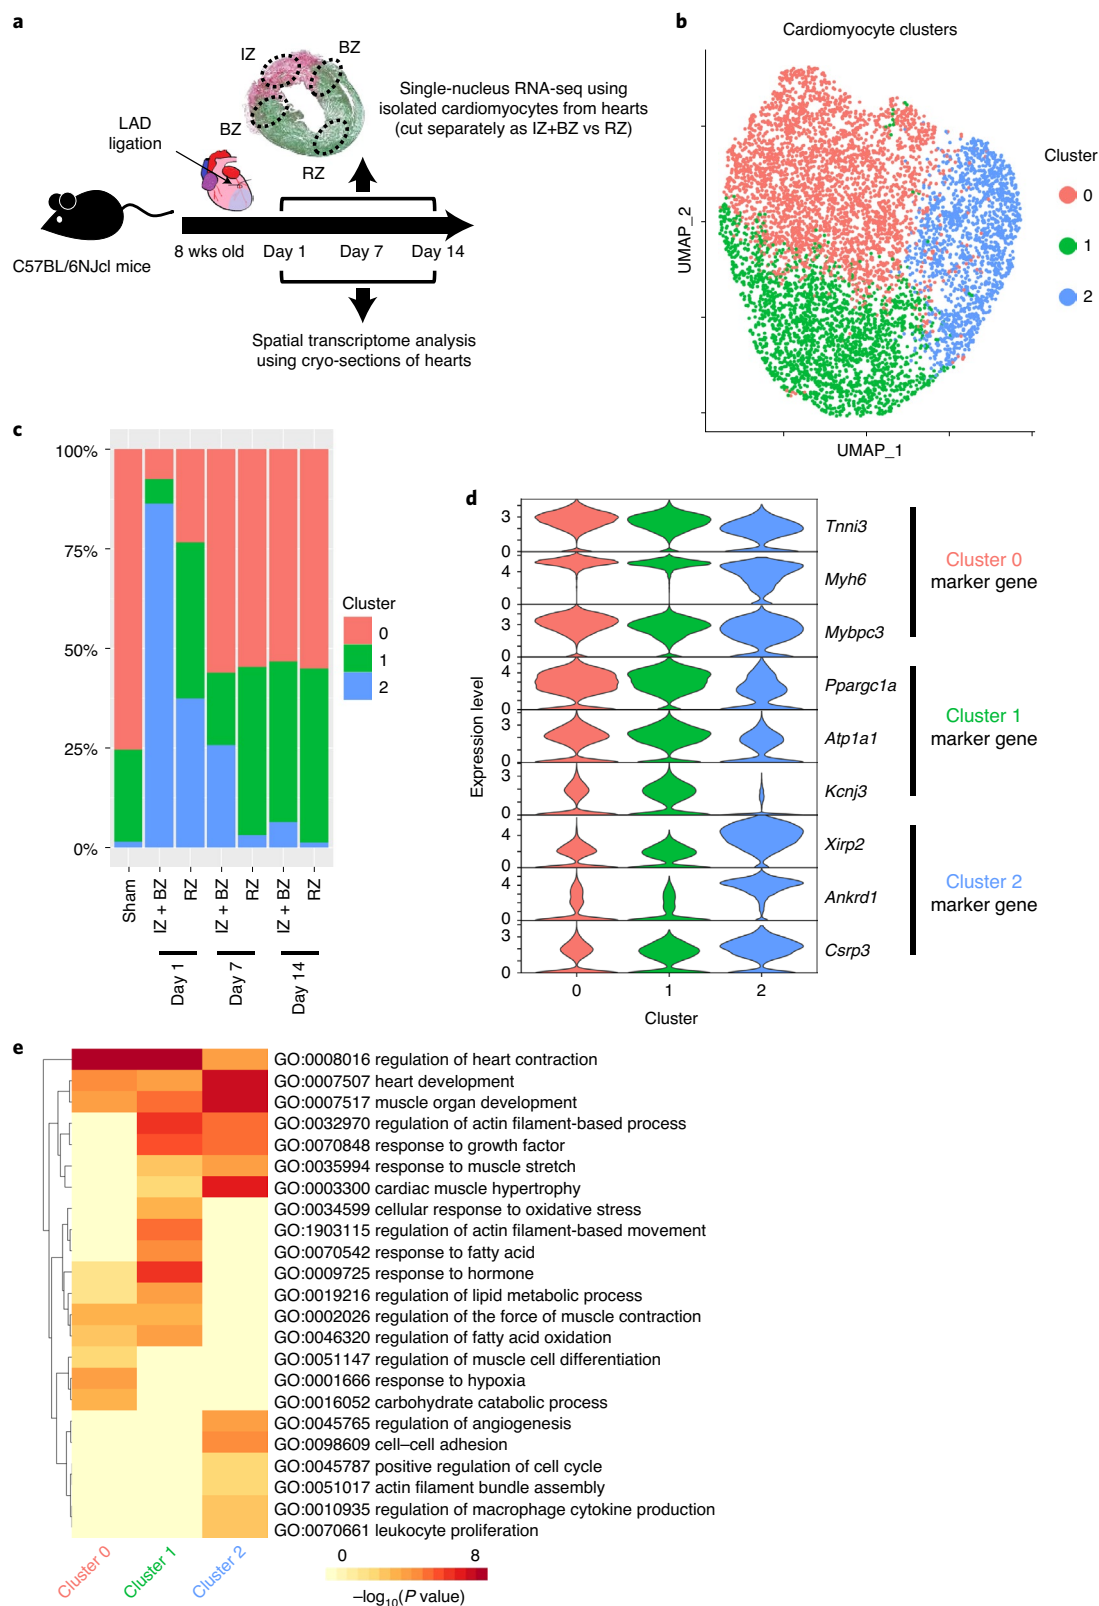 a
IZ
BZ
BZ
RZ
LAD
ligation
Single-nucleus RNA-seq using
isolated cardiomyocytes from hearts
(cut separately as IZ+BZ vs RZ)
C57BL/6NJcl mice
8 wks old
Day 1
Day 7
Day 14
Spatial transcriptome analysis
using cryo-sections of hearts
b
Cardiomyocyte clusters
UMAP_2
UMAP_1
Cluster
0
1
2
c
100%
75%
50%
25%
0%
Sham
IZ + BZ
RZ
IZ + BZ
RZ
IZ + BZ
RZ
Day 1
Day 7
Day 14
Cluster
0
1
2
d
Expression level
3
0
4
0
3
0
4
0
3
0
3
0
4
0
4
0
3
0
Tnni3
Myh6
Mybpc3
Ppargc1a
Atp1a1
Kcnj3
Xirp2
Ankrd1
Csrp3
0
1
2
Cluster
Cluster 0
marker gene
Cluster 1
marker gene
Cluster 2
marker gene
e
GO:0008016 regulation of heart contraction
GO:0007507 heart development
GO:0007517 muscle organ development
GO:0032970 regulation of actin filament-based process
GO:0070848 response to growth factor
GO:0035994 response to muscle stretch
GO:0003300 cardiac muscle hypertrophy
GO:0034599 cellular response to oxidative stress
GO:1903115 regulation of actin filament-based movement
GO:0070542 response to fatty acid
GO:0009725 response to hormone
GO:0019216 regulation of lipid metabolic process
GO:0002026 regulation of the force of muscle contraction
GO:0046320 regulation of fatty acid oxidation
GO:0051147 regulation of muscle cell differentiation
GO:0001666 response to hypoxia
GO:0016052 carbohydrate catabolic process
GO:0045765 regulation of angiogenesis
GO:0098609 cell–cell adhesion
GO:0045787 positive regulation of cell cycle
GO:0051017 actin filament bundle assembly
GO:0010935 regulation of macrophage cytokine production
GO:0070661 leukocyte proliferation
Cluster 0
Cluster 1
Cluster 2
0
8
–log₁₀(P value)